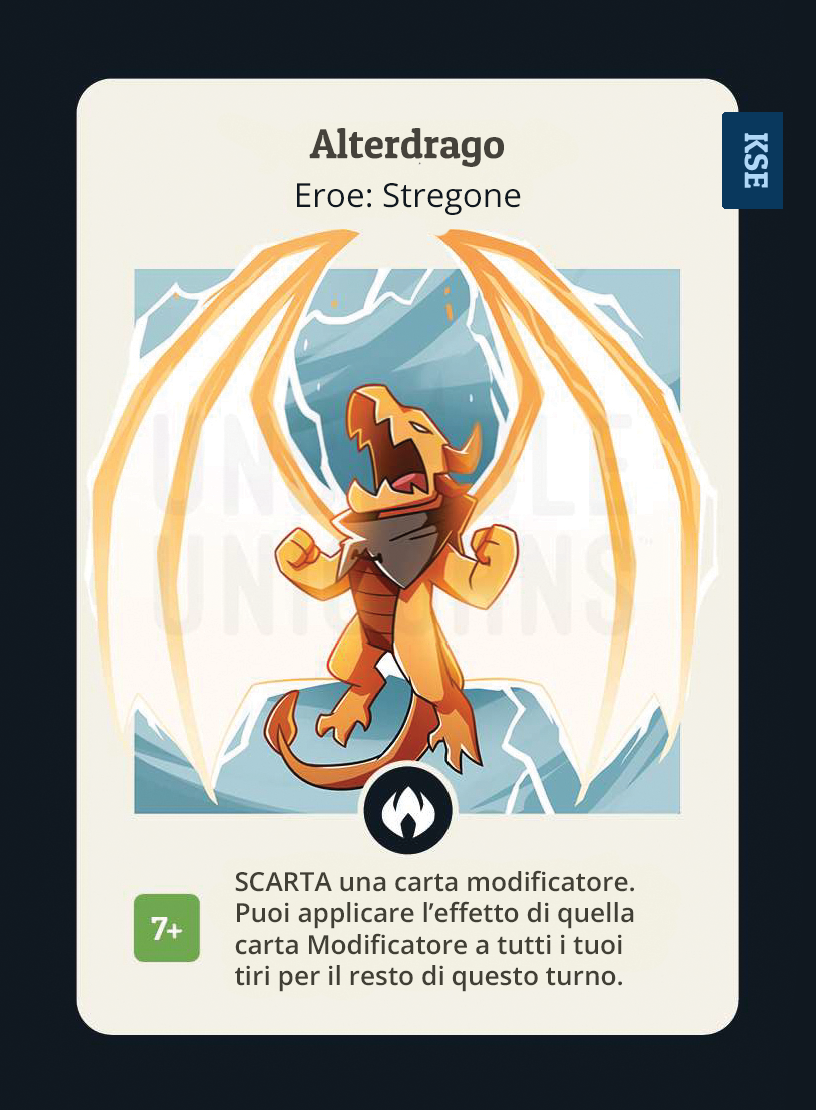 Alterdrago
KSE
Eroe: Stregone
UNSTABLE
UNICORNS
7+
SCARTA una carta modificatore.
Puoi applicare l’effetto di quella
carta Modificatore a tutti i tuoi
tiri per il resto di questo turno.